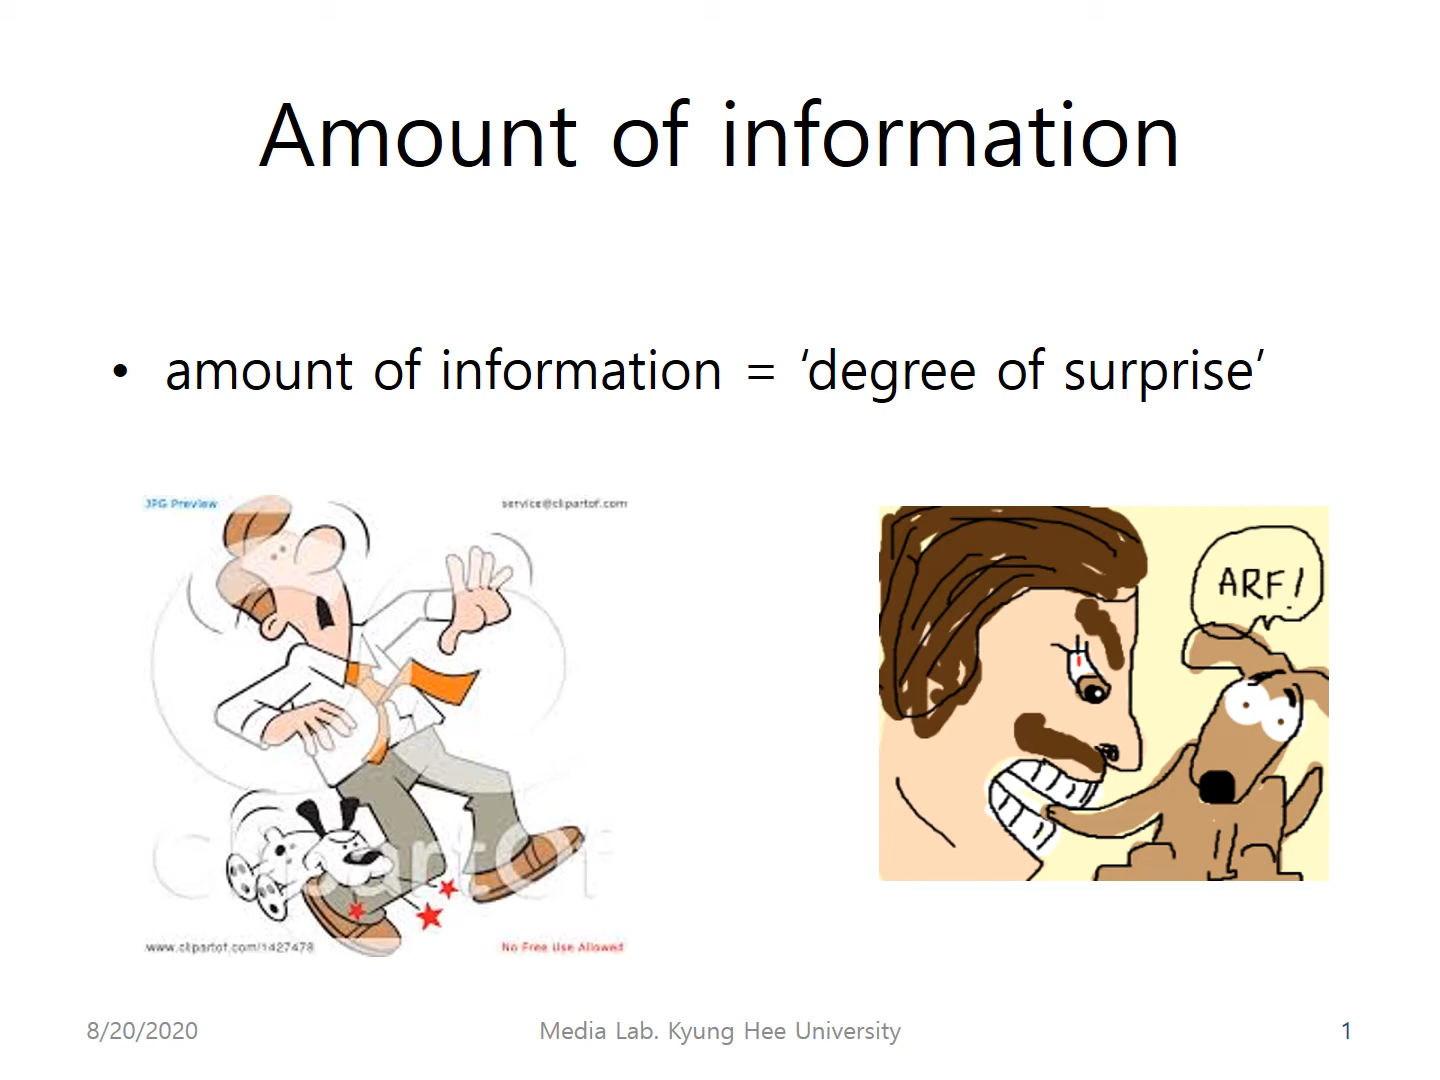 Amount of information
• amount of information = ‘degree of surprise’
JPG Preview
service@clipartof.com
ARF!
ClipartOf
www.clipartof.com/1427478
No Free Use Allowed
8/20/2020
Media Lab. Kyung Hee University
1